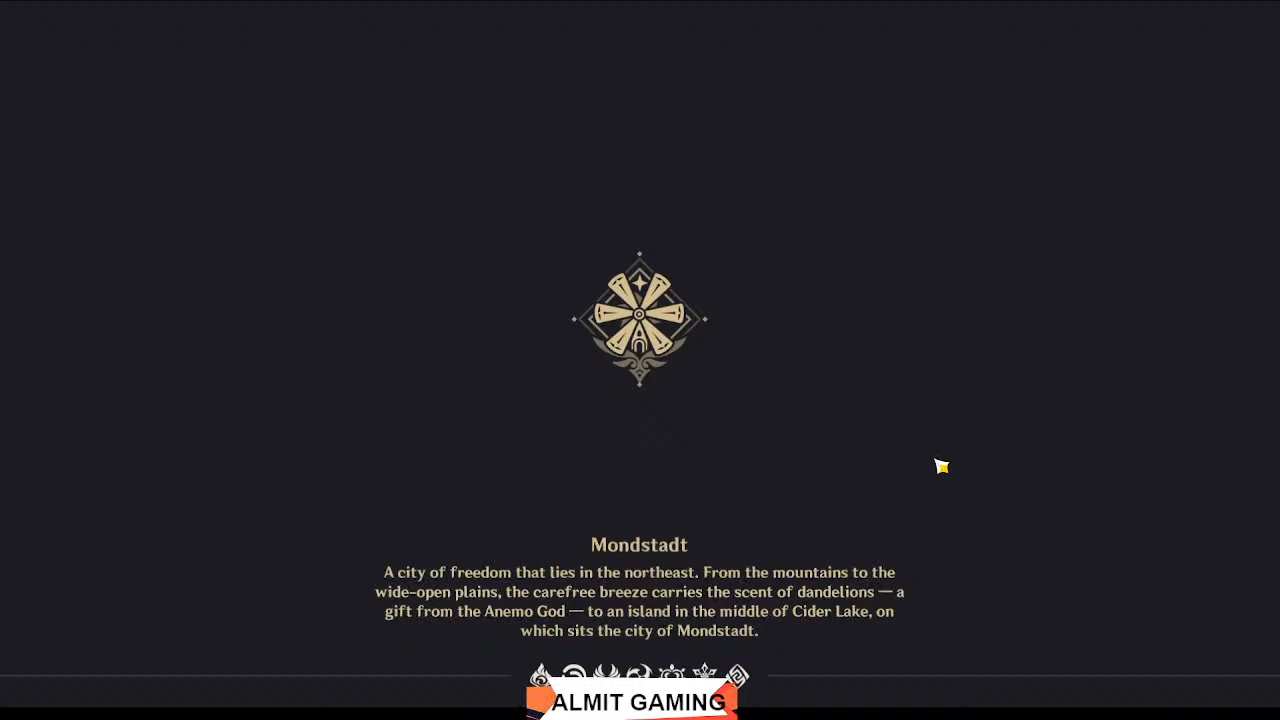 Mondstadt
A city of freedom that lies in the northeast. From the mountains to the
wide-open plains, the carefree breeze carries the scent of dandelions — a
gift from the Anemo God — to an island in the middle of Cider Lake, on
which sits the city of Mondstadt.
ALMIT GAMING